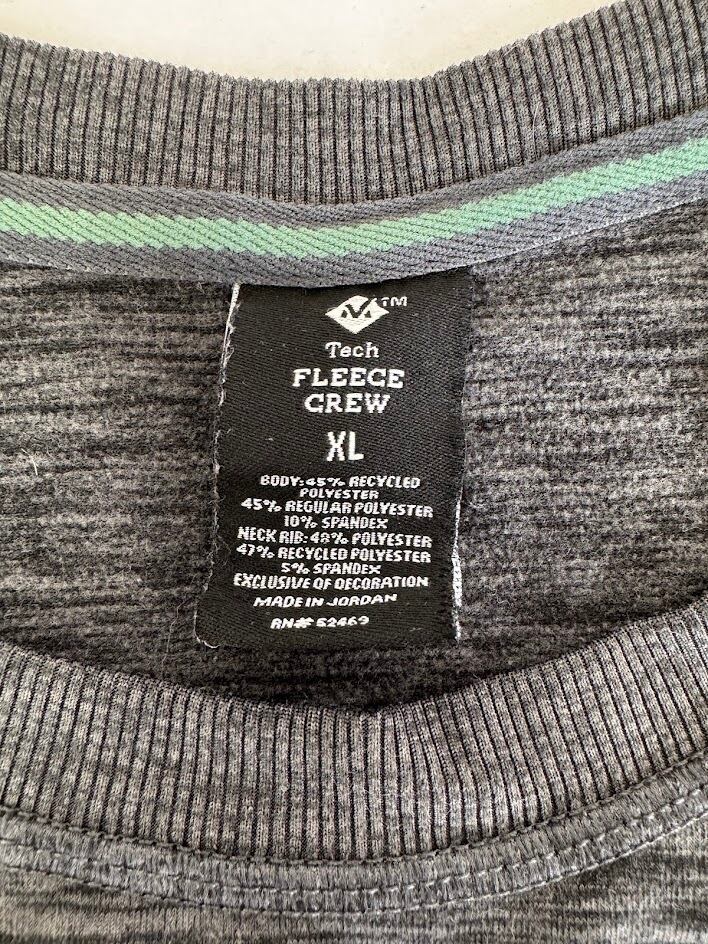 M™
Tech
FLEECE
CREW
XL
BODY: 45% RECYCLED
POLYESTER
45% REGULAR POLYESTER
10% SPANDEX
NECK RIB: 48% POLYESTER
47% RECYCLED POLYESTER
5% SPANDEX
EXCLUSIVE OF DECORATION
MADE IN JORDAN
RN# 52469